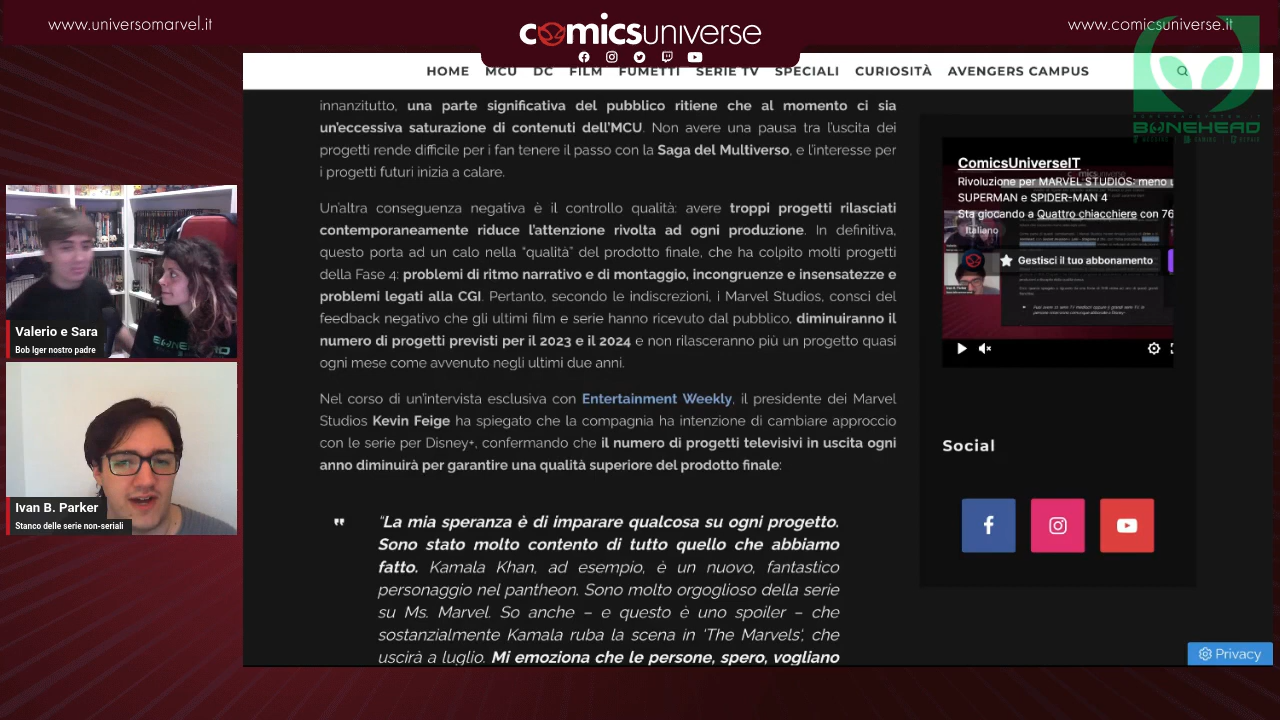 www.universomarvel.it
comicsuniverse
www.comicsuniverse.it
HOME MCU DC FILM FUMETTI SERIE TV SPECIALI CURIOSITÀ AVENGERS CAMPUS
BONEHEAD
innanzitutto, una parte significativa del pubblico ritiene che al momento ci sia
un'eccessiva saturazione di contenuti dell'MCU. Non avere una pausa tra l'uscita dei
progetti rende difficile per i fan tenere il passo con la Saga del Multiverso, e l'interesse per
i progetti futuri inizia a calare.
Un'altra conseguenza negativa è il controllo qualità: avere troppi progetti rilasciati
contemporaneamente riduce l'attenzione rivolta ad ogni produzione. In definitiva,
questo porta ad un calo nella "qualità" del prodotto finale, che ha colpito molti progetti
della Fase 4: problemi di ritmo narrativo e di montaggio, incongruenze e insensatezze e
problemi legati alla CGI. Pertanto, secondo le indiscrezioni, i Marvel Studios, consci del
feedback negativo che gli ultimi film e serie hanno ricevuto dal pubblico, diminuiranno il
numero di progetti previsti per il 2023 e il 2024 e non rilasceranno più un progetto quasi
ogni mese come avvenuto negli ultimi due anni.
Nel corso di un'intervista esclusiva con Entertainment Weekly, il presidente dei Marvel
Studios Kevin Feige ha spiegato che la compagnia ha intenzione di cambiare approccio
con le serie per Disney+, confermando che il numero di progetti televisivi in uscita ogni
anno diminuirà per garantire una qualità superiore del prodotto finale:
"La mia speranza è di imparare qualcosa su ogni progetto.
Sono stato molto contento di tutto quello che abbiamo
fatto. Kamala Khan, ad esempio, è un nuovo, fantastico
personaggio nel pantheon. Sono molto orgoglioso della serie
su Ms. Marvel. So anche – e questo è uno spoiler – che
sostanzialmente Kamala ruba la scena in 'The Marvels', che
uscirà a luglio. Mi emoziona che le persone, spero, vogliano
ComicsUniverseIT
Rivoluzione per MARVEL STUDIOS: meno u
SUPERMAN e SPIDER-MAN 4
Sta giocando a Quattro chiacchiere con 76
Italiano
Gestisci il tuo abbonamento
Social
Privacy
Valerio e Sara
Bob Iger nostro padre
Ivan B. Parker
Stanco delle serie non-seriali